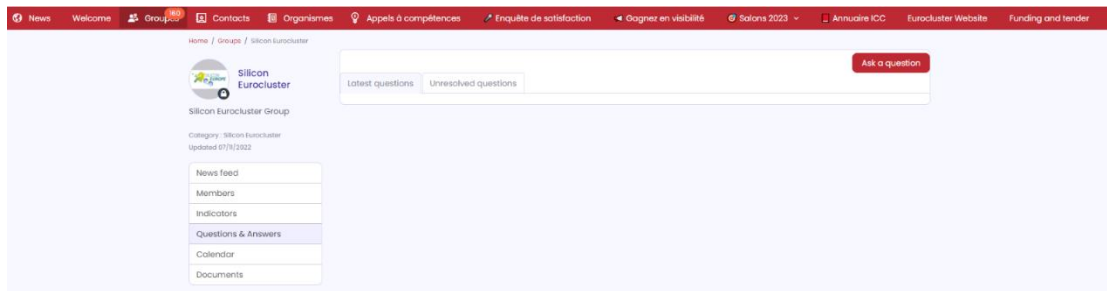 News Welcome Groupes 160 Contacts Organismes Appels à compétences Enquête de satisfaction Gagnez en visibilité Salons 2023 Annuaire ICC Eurocluster Website Funding and tender
Home / Groups / Silicon Eurocluster
Ask a question
Silicon
Eurocluster
Latest questions Unresolved questions
Silicon Eurocluster Group
Category : Silicon Eurocluster
Updated 07/11/2022
News feed
Members
Indicators
Questions & Answers
Calendar
Documents